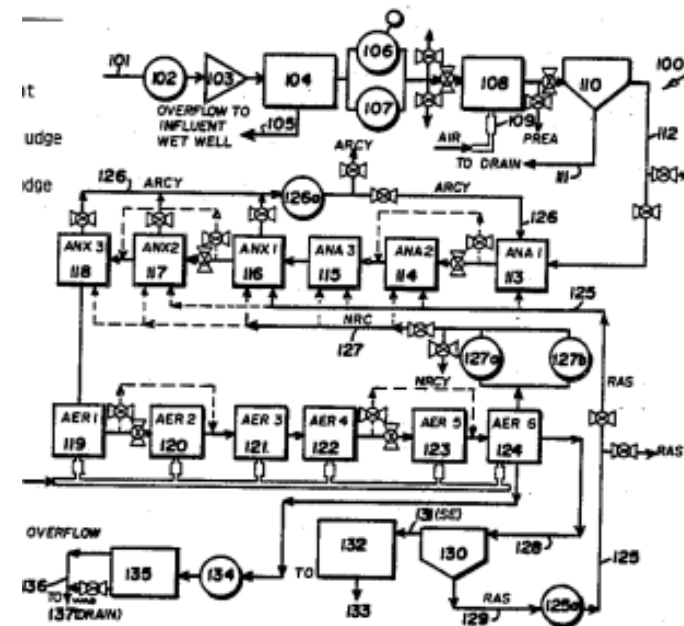 101
102
103
104
106
107
108
110
100
OVERFLOW TO
INFLUENT
WET WELL
105
AIR
109
PREA
TO DRAIN
111
112
udge
dge
126
ARCY
ARCY
126a
ARCY
126
ANX 3
118
ANX2
117
ANX 1
116
ANA 3
115
ANA 2
114
ANA 1
113
125
NRC
127
NRCY
127a
127b
RAS
AER 1
119
AER 2
120
AER 3
121.
AER 4
122
AER 5
123
AER 6
124
RAS
131(SE)
132
TO
133
130
128
125
RAS
129
125a
OVERFLOW
135
134
136
TO WAS
137(DRAIN)